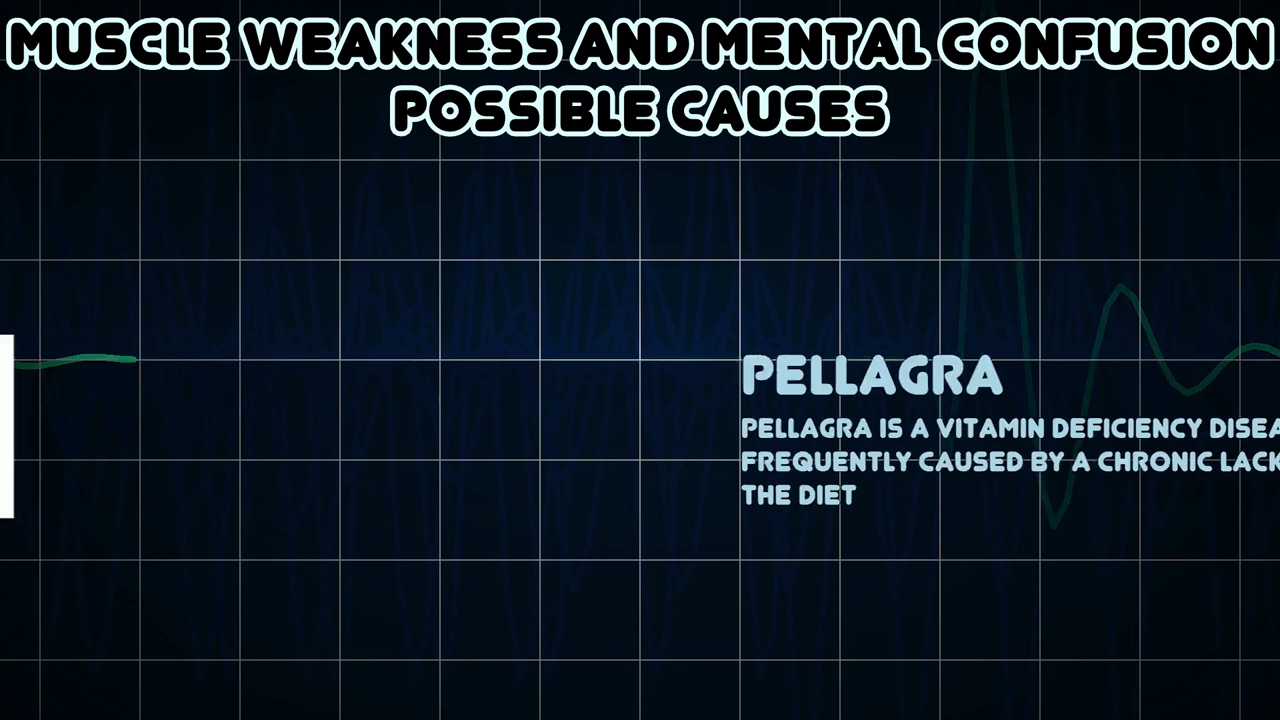 MUSCLE WEAKNESS AND MENTAL CONFUSION
POSSIBLE CAUSES
PELLAGRA
PELLAGRA IS A VITAMIN DEFICIENCY
FREQUENTLY CAUSED BY A CHRONIC
THE DIET